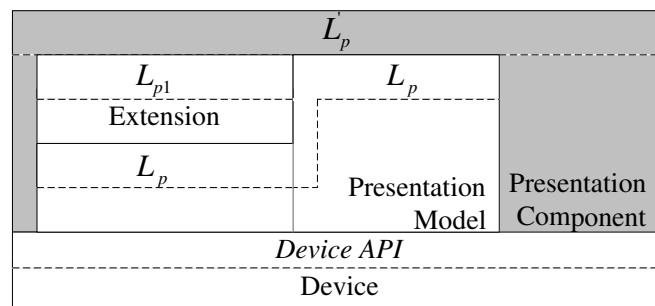 L'p
Lp1 Lp
Extension
Lp
Presentation Presentation
Model Component
Device API
Device